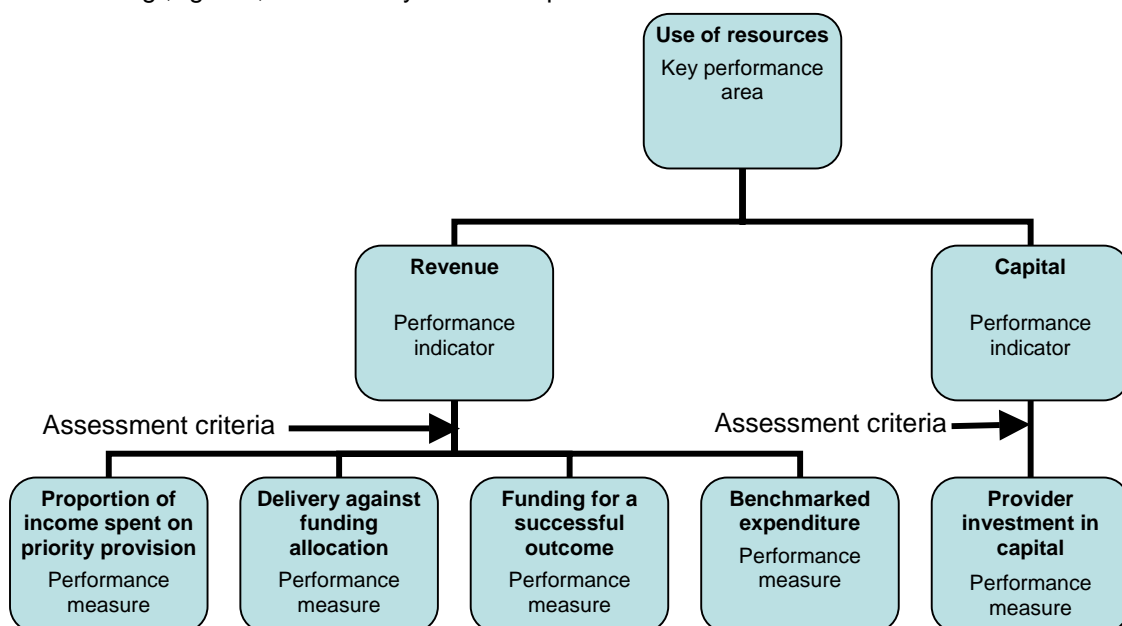 Use of resources
Key performance
area
Revenue
Performance
indicator
Capital
Performance
indicator
Assessment criteria
Assessment criteria
Proportion of
income spent on
priority provision
Performance
measure
Delivery against
funding
allocation
Performance
measure
Funding for a
successful
outcome
Performance
measure
Benchmarked
expenditure
Performance
measure
Provider
investment in
capital
Performance
measure